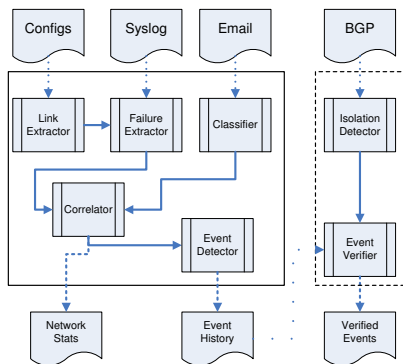 Configs
Syslog
Email
BGP
Link
Extractor
Failure
Extractor
Classifier
Isolation
Detector
Correlator
Event
Detector
Event
Verifier
Network
Stats
Event
History
Verified
Events